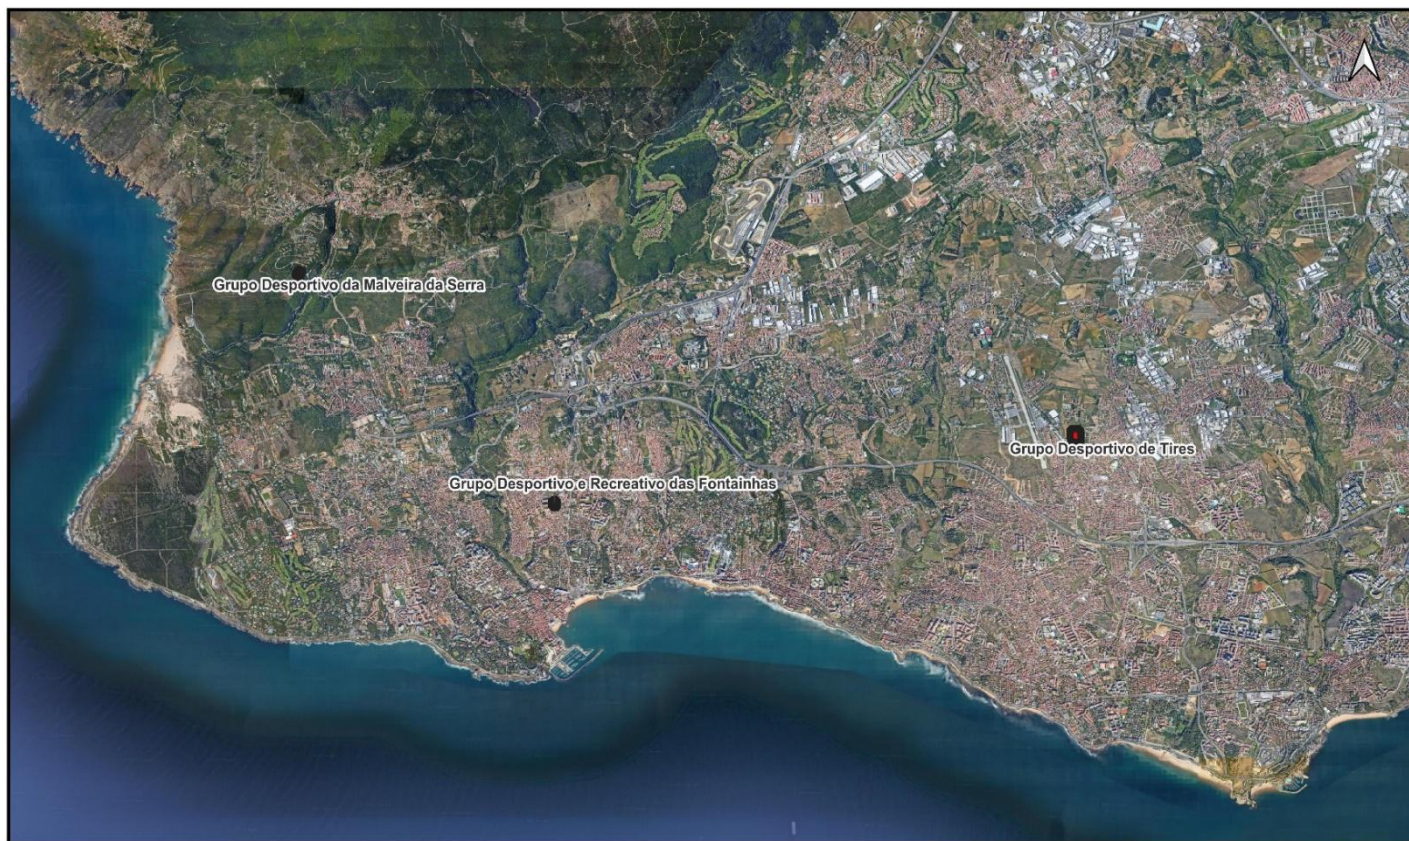 Grupo Desportivo da Malveira da Serra
Grupo Desportivo de Tires
Grupo Desportivo e Recreativo das Fontainhas